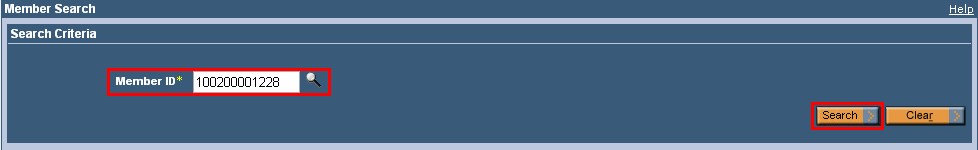 Member Search Help
Search Criteria
Member ID* 100200001228
Search Clear